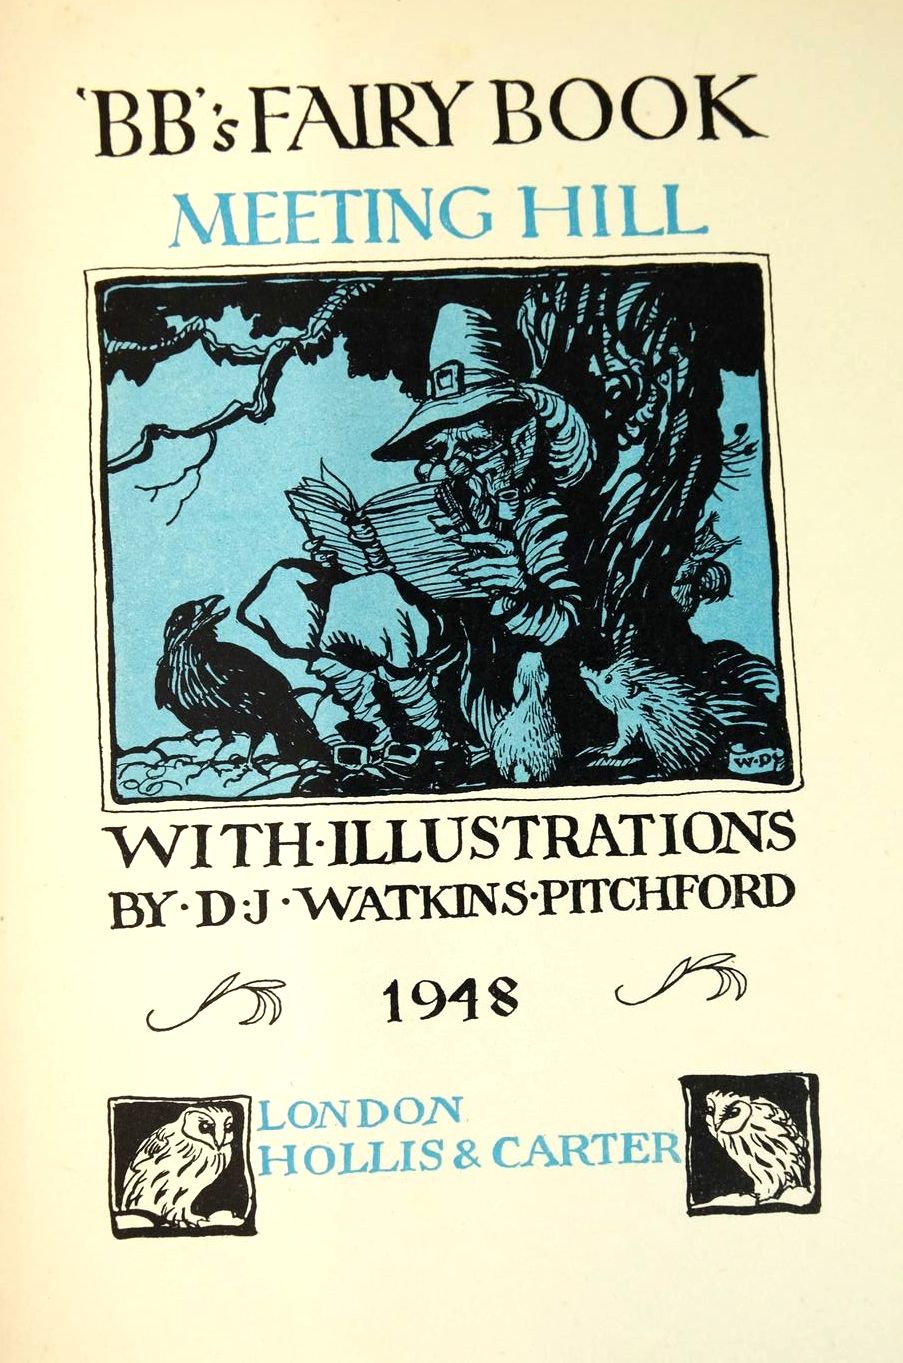 'BB's FAIRY BOOK
MEETING HILL
W·P
WITH·ILLUSTRATIONS
BY·D·J·WATKINS·PITCHFORD
1948
LONDON
HOLLIS & CARTER